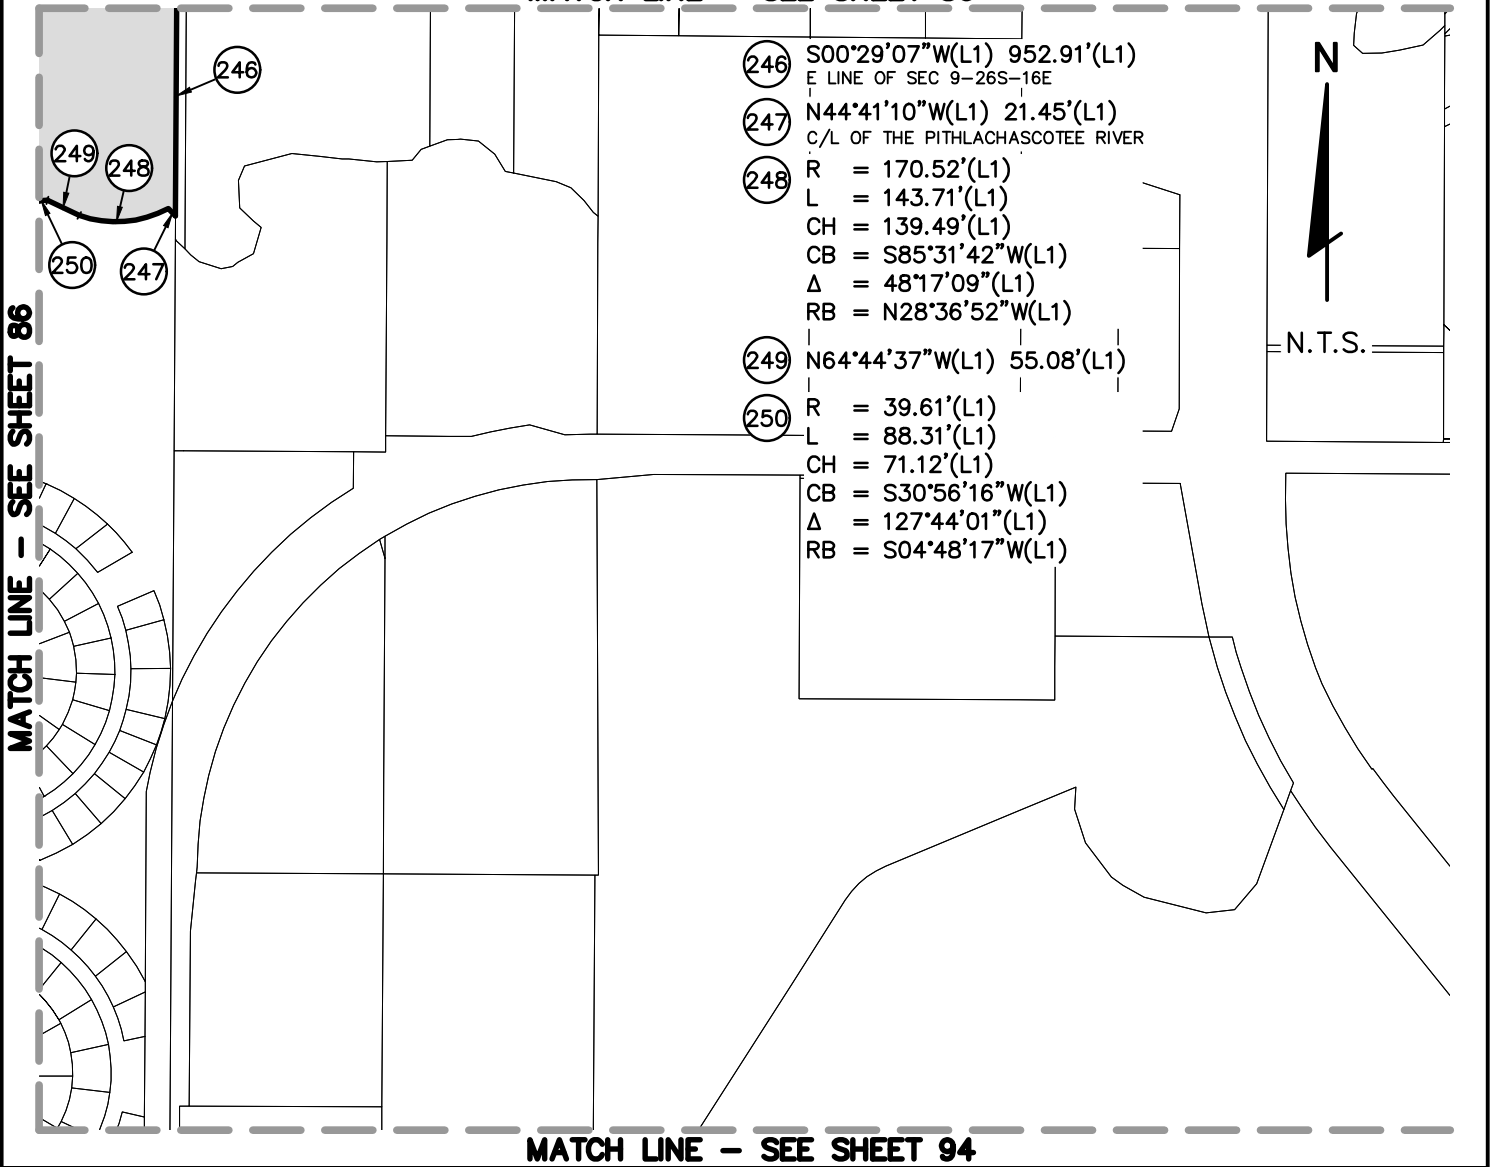 246
249
248
250
247
246 S00°29'07"W(L1) 952.91'(L1)
E LINE OF SEC 9-26S-16E
247 N44°41'10"W(L1) 21.45'(L1)
C/L OF THE PITHLACHASCOTEE RIVER
248 R = 170.52'(L1)
L = 143.71'(L1)
CH = 139.49'(L1)
CB = S85°31'42"W(L1)
Δ = 48°17'09"(L1)
RB = N28°36'52"W(L1)
249 N64°44'37"W(L1) 55.08'(L1)
250 R = 39.61'(L1)
L = 88.31'(L1)
CH = 71.12'(L1)
CB = S30°56'16"W(L1)
Δ = 127°44'01"(L1)
RB = S04°48'17"W(L1)
N
N.T.S.
MATCH LINE - SEE SHEET 86
MATCH LINE - SEE SHEET 94